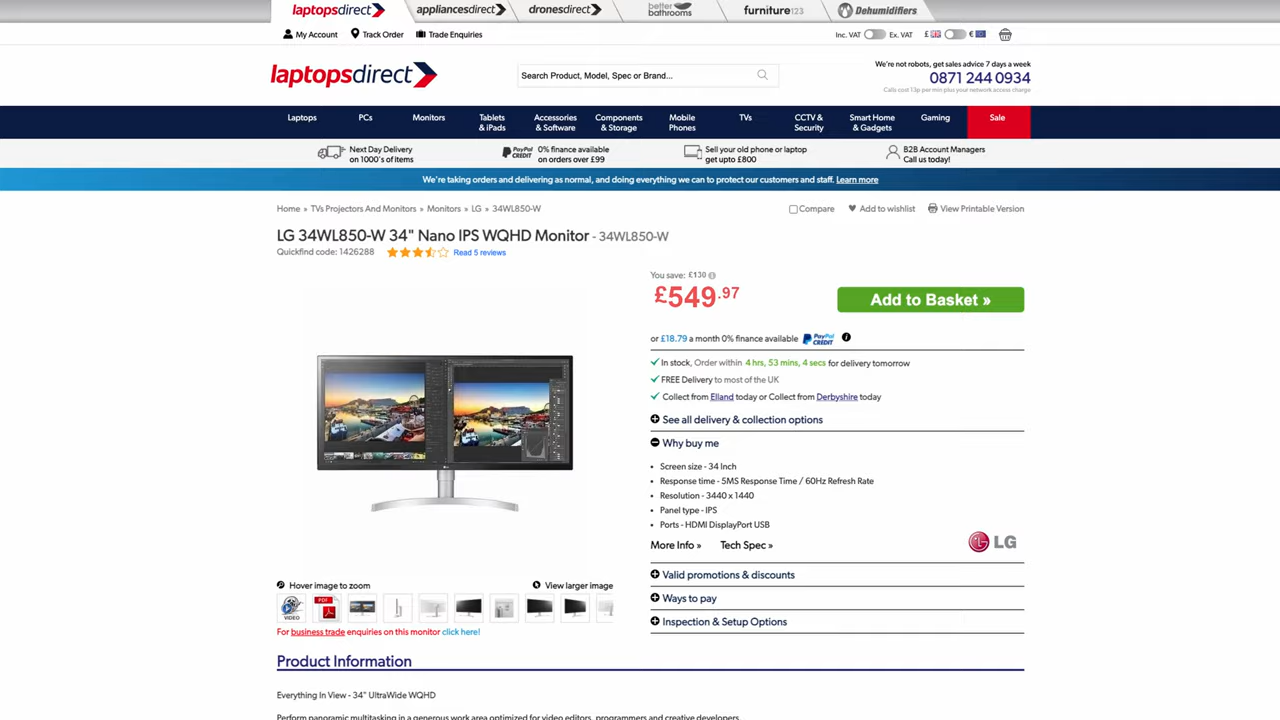 laptopsdirect appliancesdirect dronesdirect better bathrooms furniture123 Dehumidifiers
My Account Track Order Trade Enquiries Inc. VAT Ex. VAT £ €
laptopsdirect
Search Product, Model, Spec or Brand...
We're not robots, get sales advice 7 days a week
0871 244 0934
Calls cost 13p per min plus your network access charge
Laptops PCs Monitors Tablets & iPads Accessories & Software Components & Storage Mobile Phones TVs CCTV & Security Smart Home & Gadgets Gaming Sale
Next Day Delivery on 1000's of items
PayPal CREDIT 0% finance available on orders over £99
Sell your old phone or laptop get upto £800
B2B Account Managers Call us today!
We're taking orders and delivering as normal, and doing everything we can to protect our customers and staff. Learn more
Home » TVs Projectors And Monitors » Monitors » LG » 34WL850-W
Compare Add to wishlist View Printable Version
LG 34WL850-W 34" Nano IPS WQHD Monitor - 34WL850-W
Quickfind code: 1426288 Read 5 reviews
You save: £130
£549.97
Add to Basket »
or £18.79 a month 0% finance available PayPal CREDIT
In stock, Order within 4 hrs, 53 mins, 4 secs for delivery tomorrow
FREE Delivery to most of the UK
Collect from Elland today or Collect from Derbyshire today
See all delivery & collection options
Why buy me
• Screen size - 34 Inch
• Response time - 5MS Response Time / 60Hz Refresh Rate
• Resolution - 3440 x 1440
• Panel type - IPS
• Ports - HDMI DisplayPort USB
More Info » Tech Spec »
LG
Valid promotions & discounts
Ways to pay
Inspection & Setup Options
Hover image to zoom View larger image
VIDEO PDF
For business trade enquiries on this monitor click here!
Product Information
Everything In View - 34" UltraWide WQHD
Perform panoramic multitasking in a generous work area optimized for video editors, programmers and creative developers.